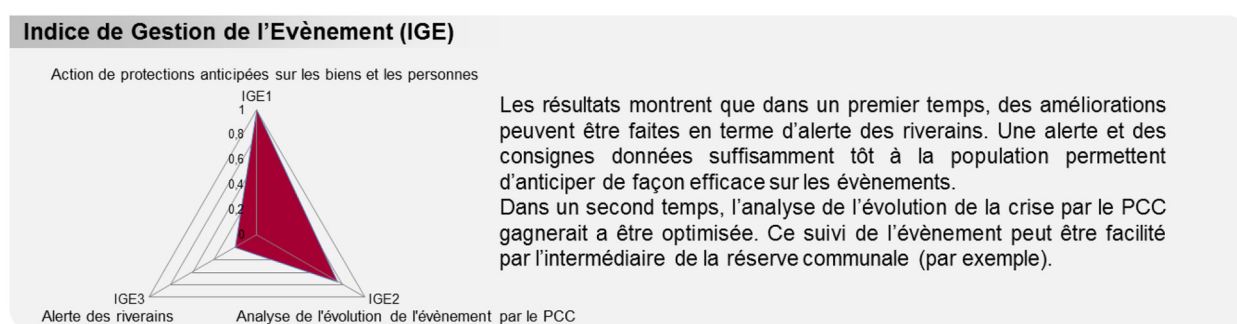 Indice de Gestion de l’Evènement (IGE)
Action de protections anticipées sur les biens et les personnes
IGE1
1
0,8
0,6
0,4
0,2
0
IGE3
IGE2
Alerte des riverains
Analyse de l'évolution de l'évènement par le PCC
Les résultats montrent que dans un premier temps, des améliorations
peuvent être faites en terme d’alerte des riverains. Une alerte et des
consignes données suffisamment tôt à la population permettent
d’anticiper de façon efficace sur les évènements.
Dans un second temps, l’analyse de l’évolution de la crise par le PCC
gagnerait a être optimisée. Ce suivi de l’évènement peut être facilité
par l’intermédiaire de la réserve communale (par exemple).